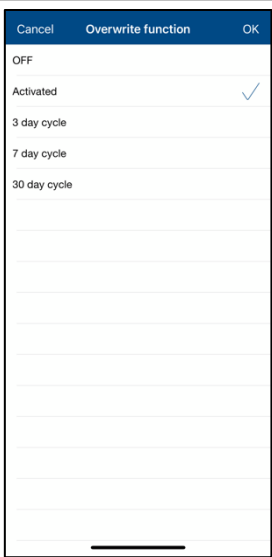 Cancel Overwrite function OK
OFF
Activated
3 day cycle
7 day cycle
30 day cycle